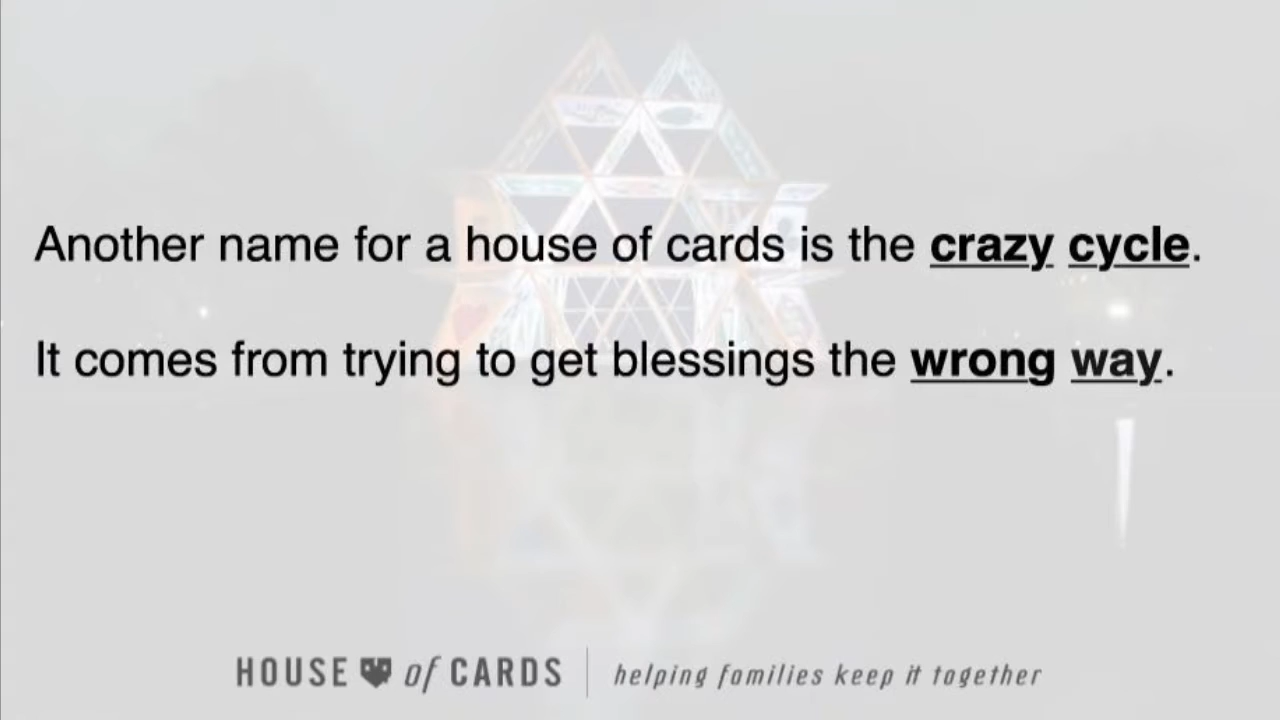 Another name for a house of cards is the crazy cycle.
It comes from trying to get blessings the wrong way.
HOUSE of CARDS | helping families keep it together